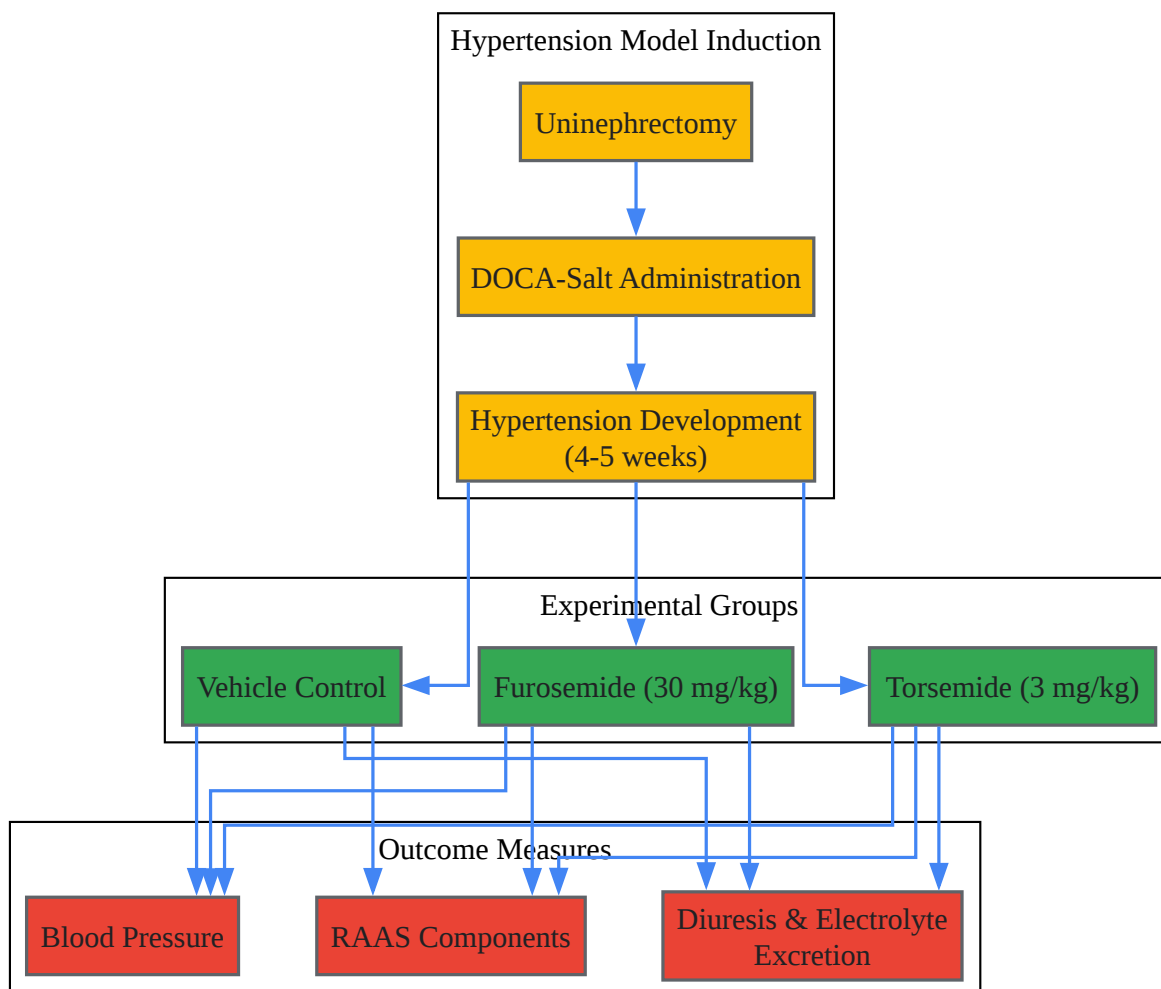 Hypertension Model Induction
Uninephrectomy
DOCA-Salt Administration
Hypertension Development
(4-5 weeks)
Experimental Groups
Vehicle Control
Furosemide (30 mg/kg)
Torsemide (3 mg/kg)
Outcome Measures
Blood Pressure
RAAS Components
Diuresis & Electrolyte
Excretion